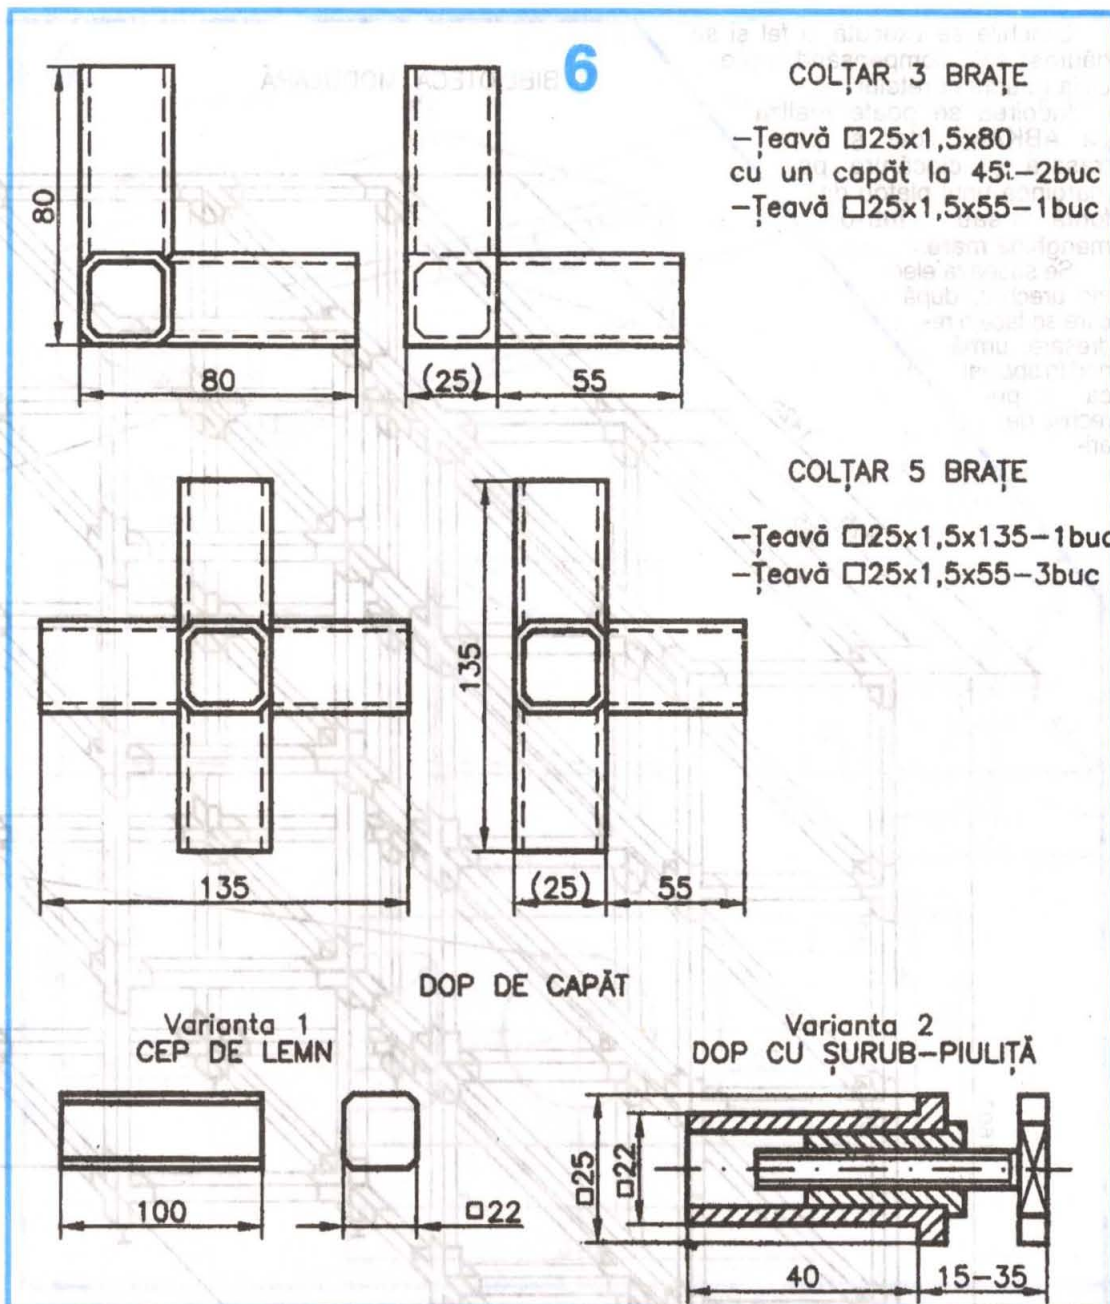 6
COLȚAR 3 BRAȚE
-Țeavă □25x1,5x80
cu un capăt la 45°-2buc
-Țeavă □25x1,5x55-1buc
80
80
(25)
55
COLȚAR 5 BRAȚE
-Țeavă □25x1,5x135-1buc
-Țeavă □25x1,5x55-3buc
135
135
(25)
55
DOP DE CAPĂT
Varianta 1
CEP DE LEMN
Varianta 2
DOP CU ȘURUB-PIULIȚĂ
100
□22
□25
□22
40
15-35
BIBLIOTECĂ MODULARĂ